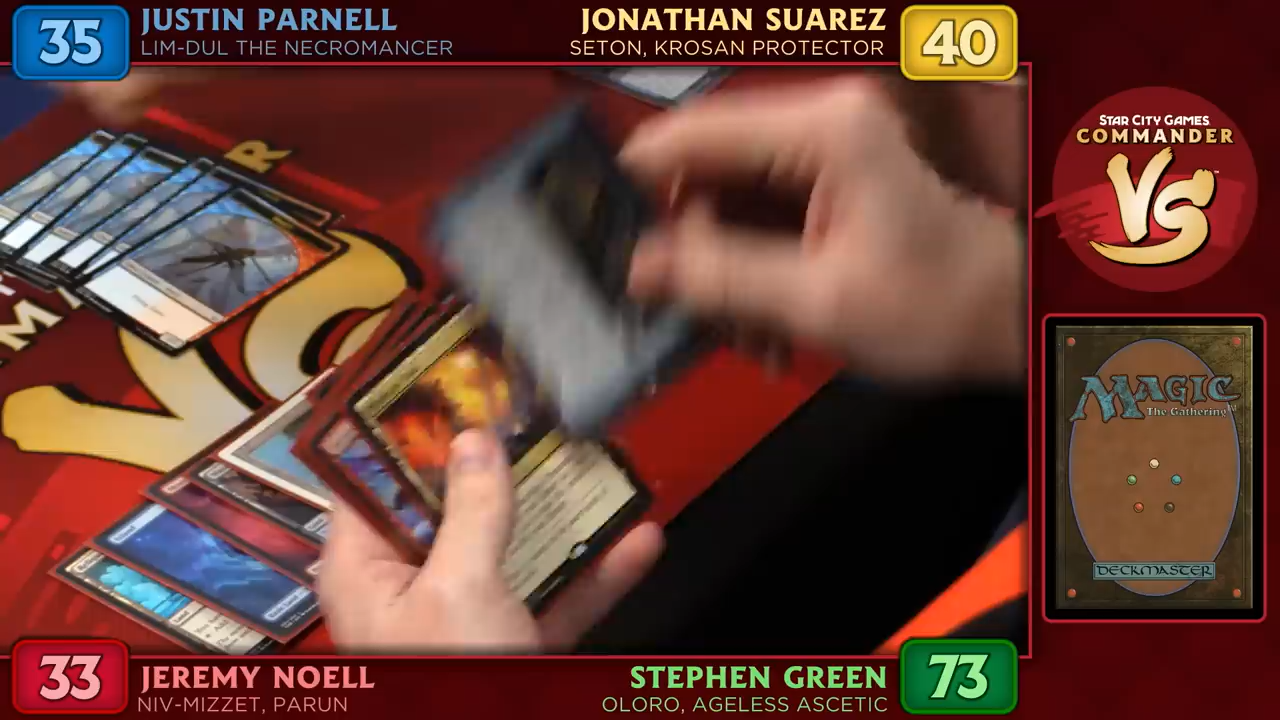 35
JUSTIN PARNELL
LIM-DUL THE NECROMANCER
JONATHAN SUAREZ
SETON, KROSAN PROTECTOR
40
STAR CITY GAMES
COMMANDER
VS
MAGIC
The Gathering
DECKMASTER
33
JEREMY NOELL
NIV-MIZZET, PARUN
STEPHEN GREEN
OLORO, AGELESS ASCETIC
73